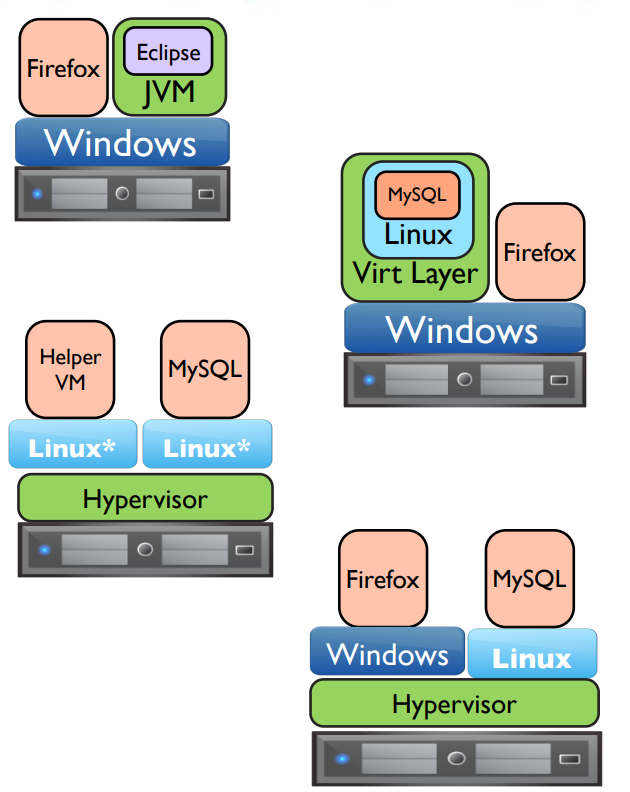 Firefox
Eclipse
JVM
Windows
MySQL
Linux
Virt Layer
Firefox
Windows
Helper
VM
MySQL
Linux*
Linux*
Hypervisor
Firefox
MySQL
Windows
Linux
Hypervisor